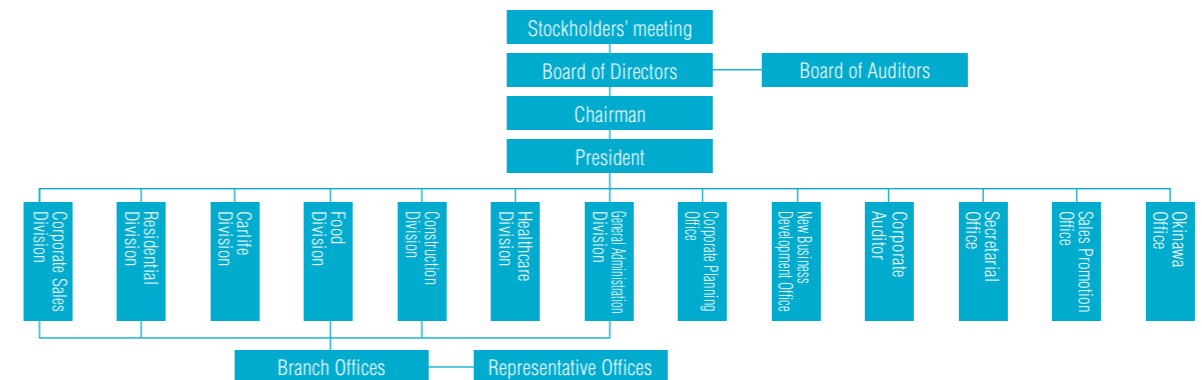 Stockholders’ meeting
Board of Directors
Board of Auditors
Chairman
President
Corporate Sales
Division
Residential
Division
Carlife
Division
Food
Division
Construction
Division
Healthcare
Division
General Administration
Division
Corporate Planning
Office
New Business
Development Office
Corporate
Auditor
Secretarial
Office
Sales Promotion
Office
Okinawa
Office
Branch Offices
Representative Offices